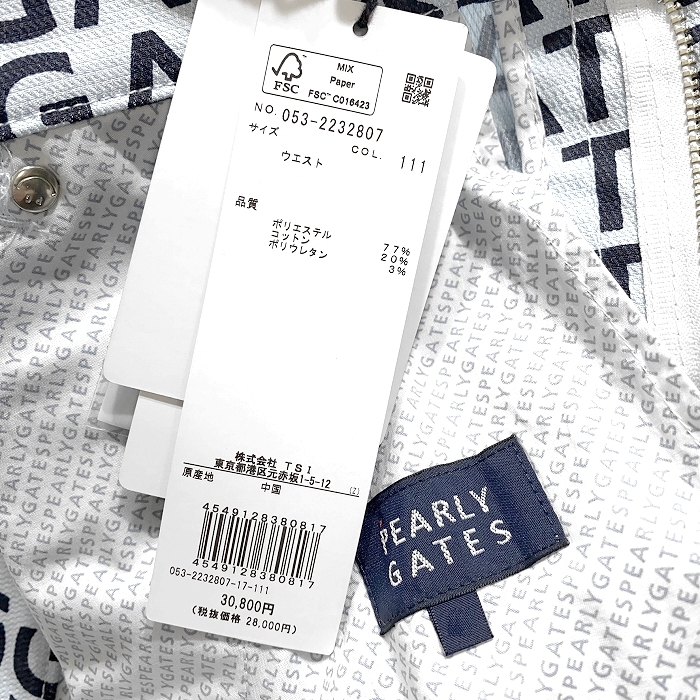 MIX
Paper
FSC
FSC™ C016423
NO. 053-2232807
サイズ
COL. 111
ウエスト
品質
ポリエステル 77%
コットン 20%
ポリウレタン 3%
株式会社 TSI
東京都港区元赤坂1-5-12
原産地 中国 (Z)
4549128380817
4549128380817
053-2232807-17-111
30,800円
(税抜価格 28,000円)
PEARLY
GATES